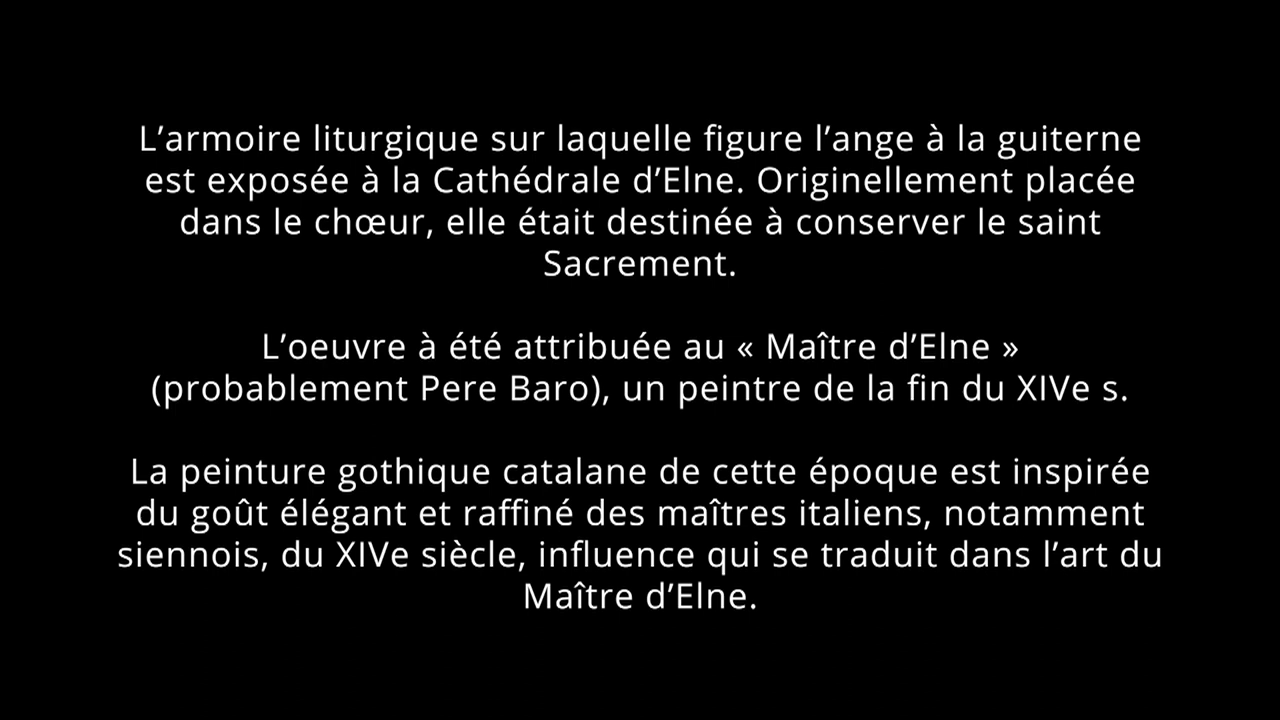 L’armoire liturgique sur laquelle figure l’ange à la guiterne
est exposée à la Cathédrale d’Elne. Originellement placée
dans le chœur, elle était destinée à conserver le saint
Sacrement.
L’oeuvre à été attribuée au « Maître d’Elne »
(probablement Pere Baro), un peintre de la fin du XIVe s.
La peinture gothique catalane de cette époque est inspirée
du goût élégant et raffiné des maîtres italiens, notamment
siennois, du XIVe siècle, influence qui se traduit dans l’art du
Maître d’Elne.